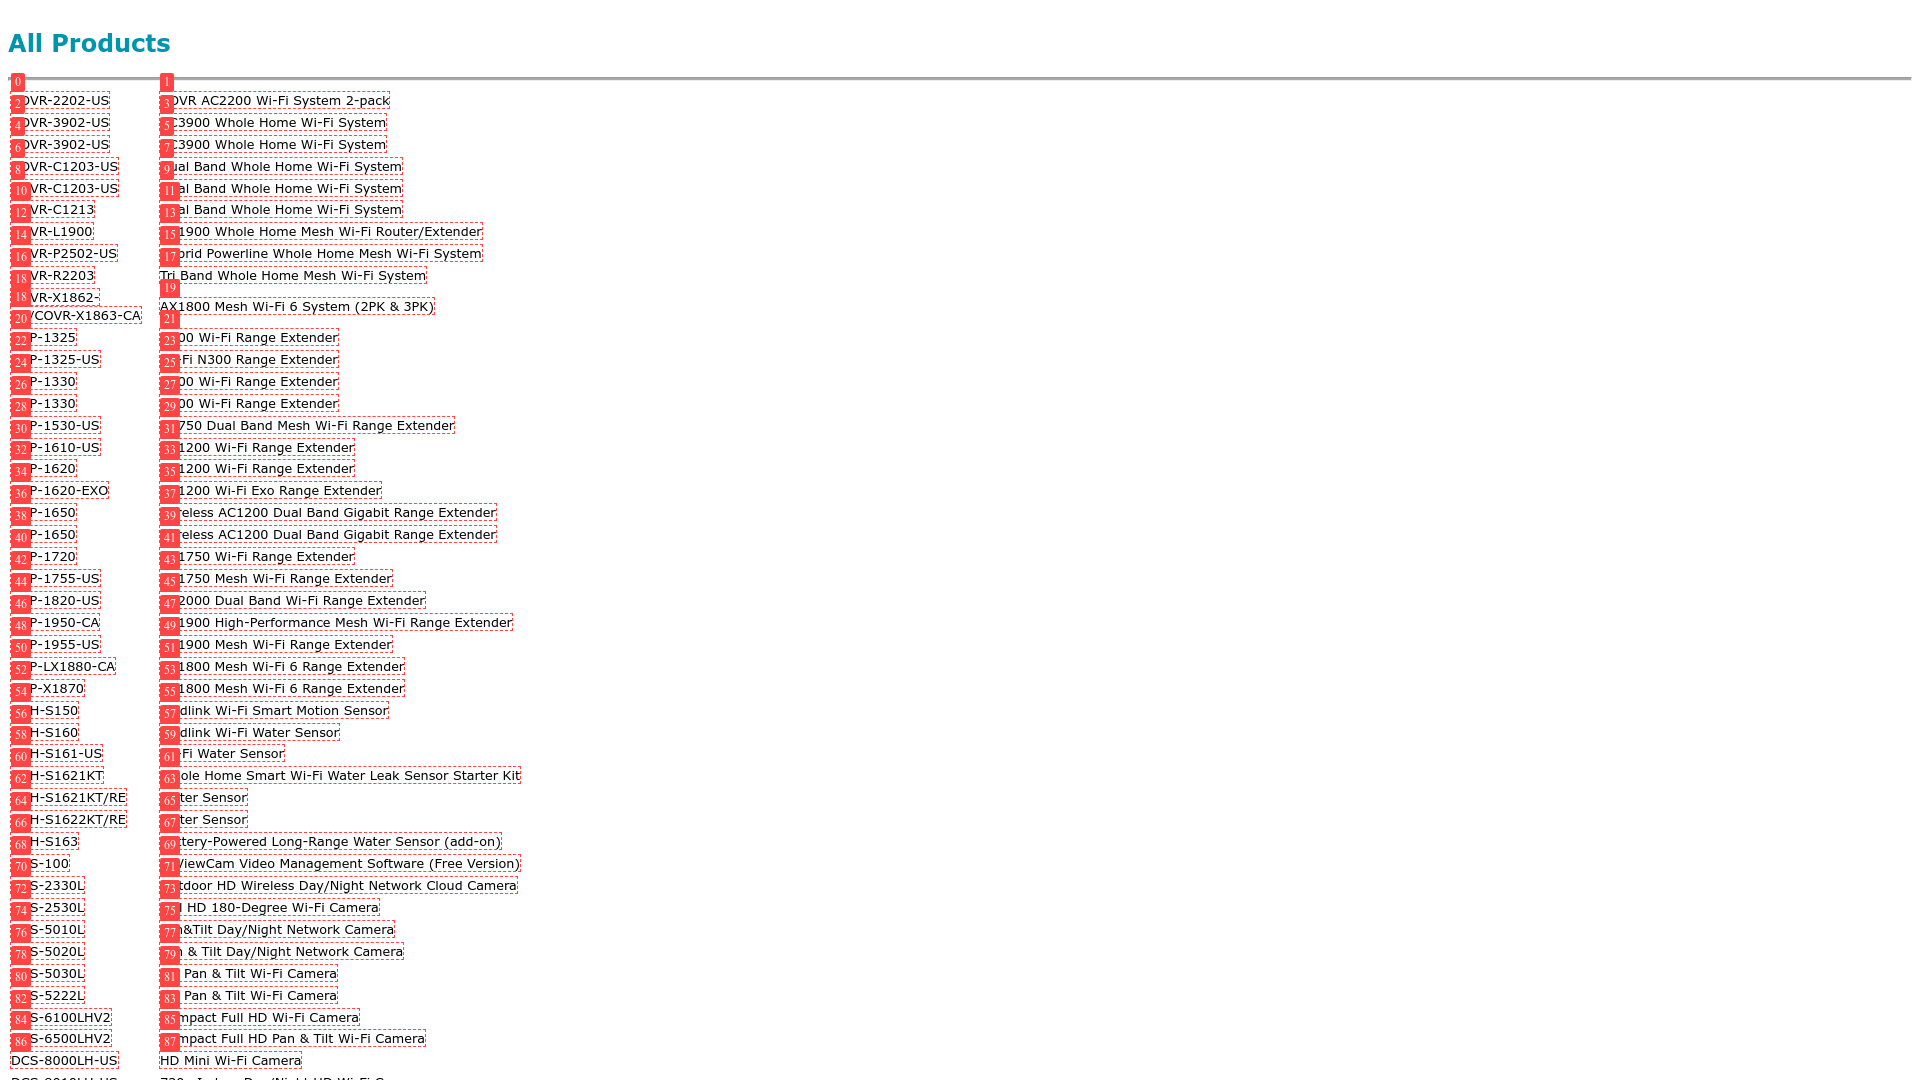 All Products
0 1
2 OVR-2202-US 3 OVR AC2200 Wi-Fi System 2-pack
4 OVR-3902-US 5 C3900 Whole Home Wi-Fi System
6 OVR-3902-US 7 C3900 Whole Home Wi-Fi System
8 OVR-C1203-US 9 ual Band Whole Home Wi-Fi System
10 VR-C1203-US 11 al Band Whole Home Wi-Fi System
12 VR-C1213 13 al Band Whole Home Wi-Fi System
14 VR-L1900 15 1900 Whole Home Mesh Wi-Fi Router/Extender
16 VR-P2502-US 17 brid Powerline Whole Home Mesh Wi-Fi System
18 VR-R2203 Tri Band Whole Home Mesh Wi-Fi System
19
18 VR-X1862-
AX1800 Mesh Wi-Fi 6 System (2PK & 3PK)
20 /COVR-X1863-CA 21
22 P-1325 23 00 Wi-Fi Range Extender
24 P-1325-US 25 -Fi N300 Range Extender
26 P-1330 27 00 Wi-Fi Range Extender
28 P-1330 29 00 Wi-Fi Range Extender
30 P-1530-US 31 750 Dual Band Mesh Wi-Fi Range Extender
32 P-1610-US 33 1200 Wi-Fi Range Extender
34 P-1620 35 1200 Wi-Fi Range Extender
36 P-1620-EXO 37 1200 Wi-Fi Exo Range Extender
38 P-1650 39 reless AC1200 Dual Band Gigabit Range Extender
40 P-1650 41 reless AC1200 Dual Band Gigabit Range Extender
42 P-1720 43 1750 Wi-Fi Range Extender
44 P-1755-US 45 1750 Mesh Wi-Fi Range Extender
46 P-1820-US 47 2000 Dual Band Wi-Fi Range Extender
48 P-1950-CA 49 1900 High-Performance Mesh Wi-Fi Range Extender
50 P-1955-US 51 1900 Mesh Wi-Fi Range Extender
52 P-LX1880-CA 53 1800 Mesh Wi-Fi 6 Range Extender
54 P-X1870 55 1800 Mesh Wi-Fi 6 Range Extender
56 H-S150 57 dlink Wi-Fi Smart Motion Sensor
58 H-S160 59 dlink Wi-Fi Water Sensor
60 H-S161-US 61 -Fi Water Sensor
62 H-S1621KT 63 ole Home Smart Wi-Fi Water Leak Sensor Starter Kit
64 H-S1621KT/RE 65 ter Sensor
66 H-S1622KT/RE 67 ter Sensor
68 H-S163 69 ttery-Powered Long-Range Water Sensor (add-on)
70 S-100 71 ViewCam Video Management Software (Free Version)
72 S-2330L 73 tdoor HD Wireless Day/Night Network Cloud Camera
74 S-2530L 75 l HD 180-Degree Wi-Fi Camera
76 S-5010L 77 n&Tilt Day/Night Network Camera
78 S-5020L 79 n & Tilt Day/Night Network Camera
80 S-5030L 81 Pan & Tilt Wi-Fi Camera
82 S-5222L 83 Pan & Tilt Wi-Fi Camera
84 S-6100LHV2 85 mpact Full HD Wi-Fi Camera
86 S-6500LHV2 87 mpact Full HD Pan & Tilt Wi-Fi Camera
DCS-8000LH-US HD Mini Wi-Fi Camera